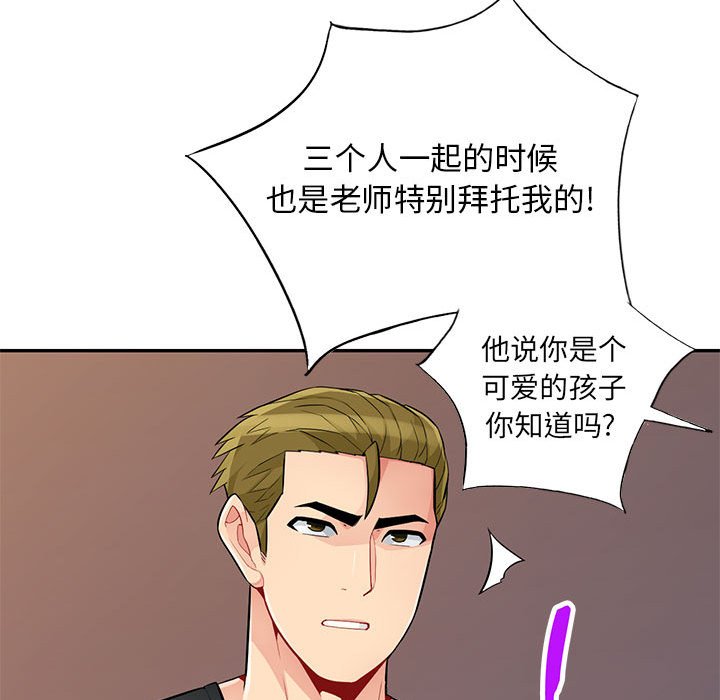 三个人一起的时候
也是老师特别拜托我的!
他说你是个
可爱的孩子
你知道吗?